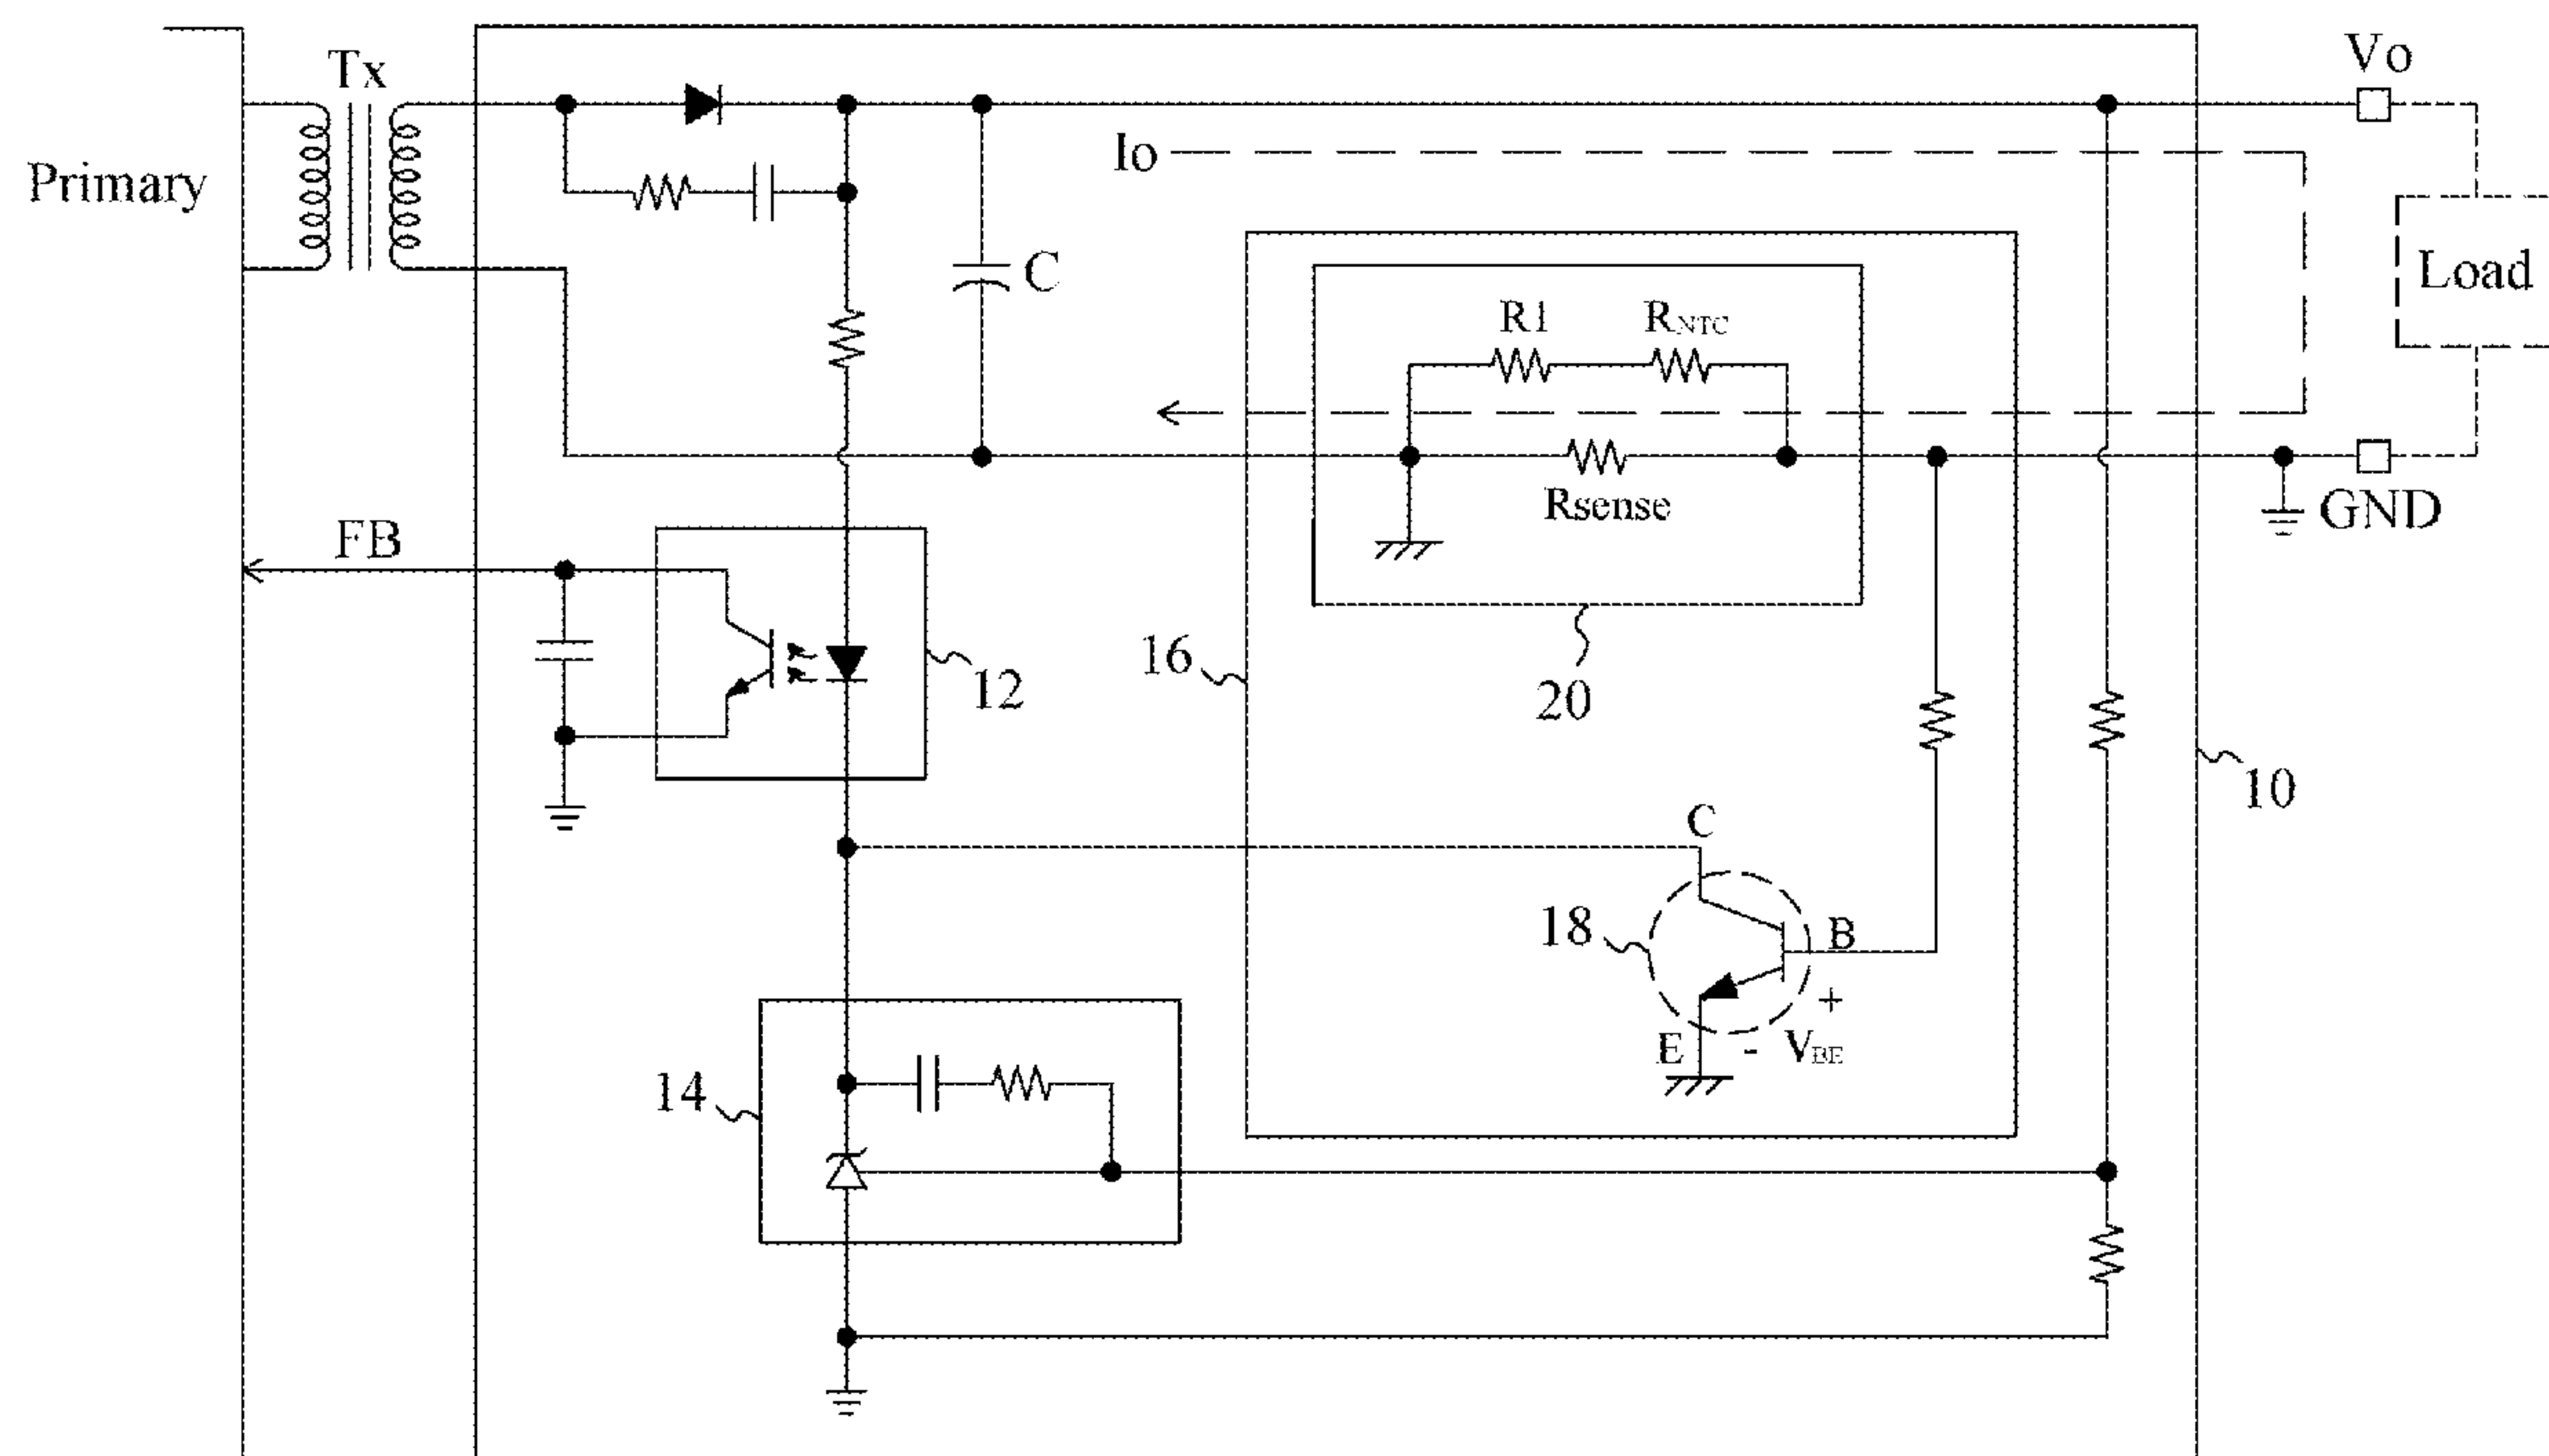 Tx
Vo
Io
Primary
Load
C
R1
RNTC
Rsense
GND
FB
16
12
20
10
C
18
B
+
E
-
VBE
14